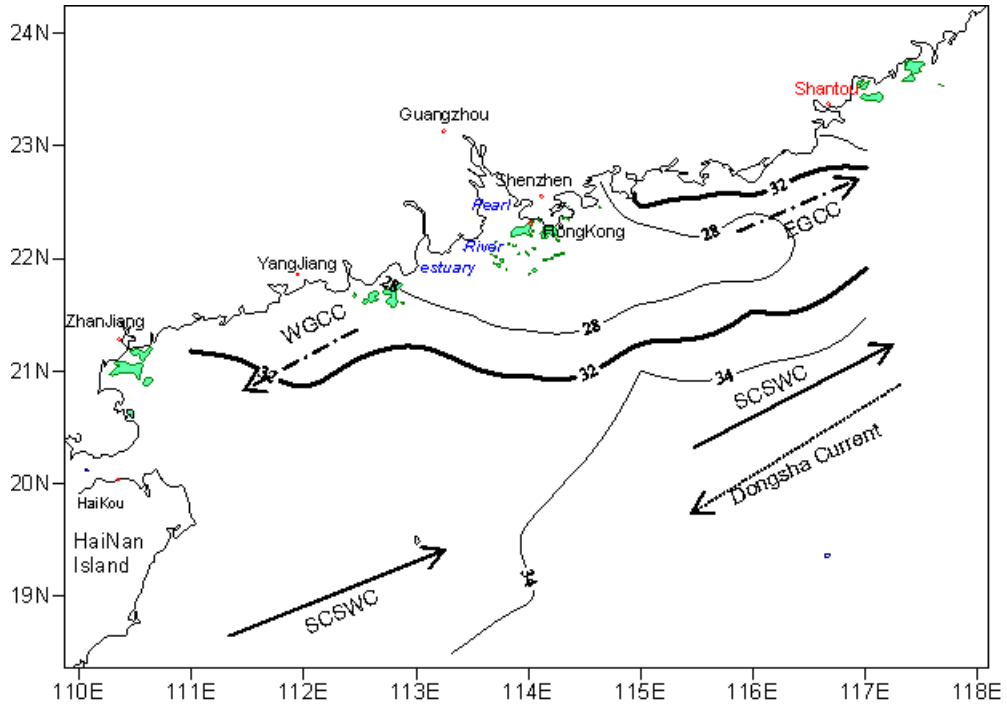 24N
Shantou
Guangzhou
23N
Shenzhen
32
Pearl
28
EGCC
HongKong
22N
River
YangJiang
estuary
28
ZhanJiang
WGCC
28
21N
32
32
34
SCSWC
Dongsha Current
20N
HaiKou
HaiNan
Island
34
19N
SCSWC
110E 111E 112E 113E 114E 115E 116E 117E 118E